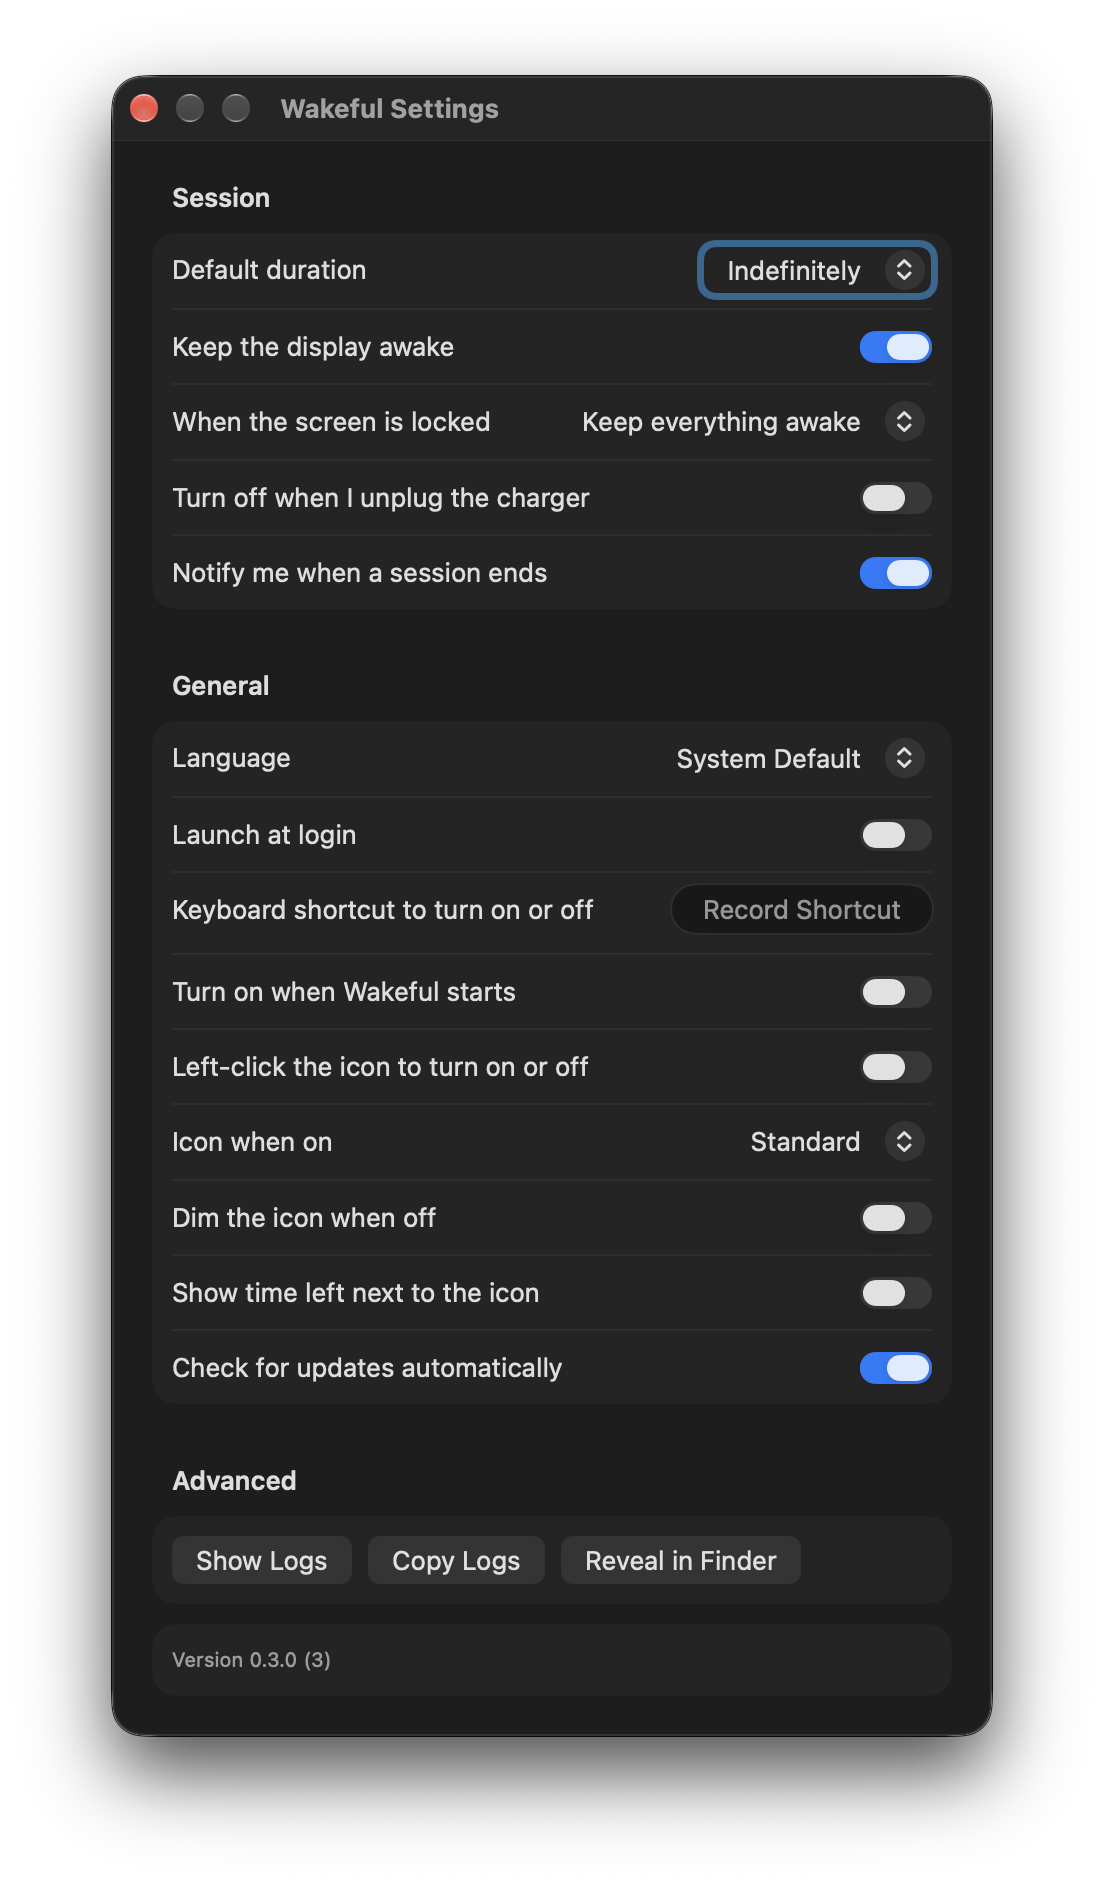 Wakeful Settings
Session
Default duration Indefinitely
Keep the display awake
When the screen is locked Keep everything awake
Turn off when I unplug the charger
Notify me when a session ends
General
Language System Default
Launch at login
Keyboard shortcut to turn on or off Record Shortcut
Turn on when Wakeful starts
Left-click the icon to turn on or off
Icon when on Standard
Dim the icon when off
Show time left next to the icon
Check for updates automatically
Advanced
Show Logs Copy Logs Reveal in Finder
Version 0.3.0 (3)